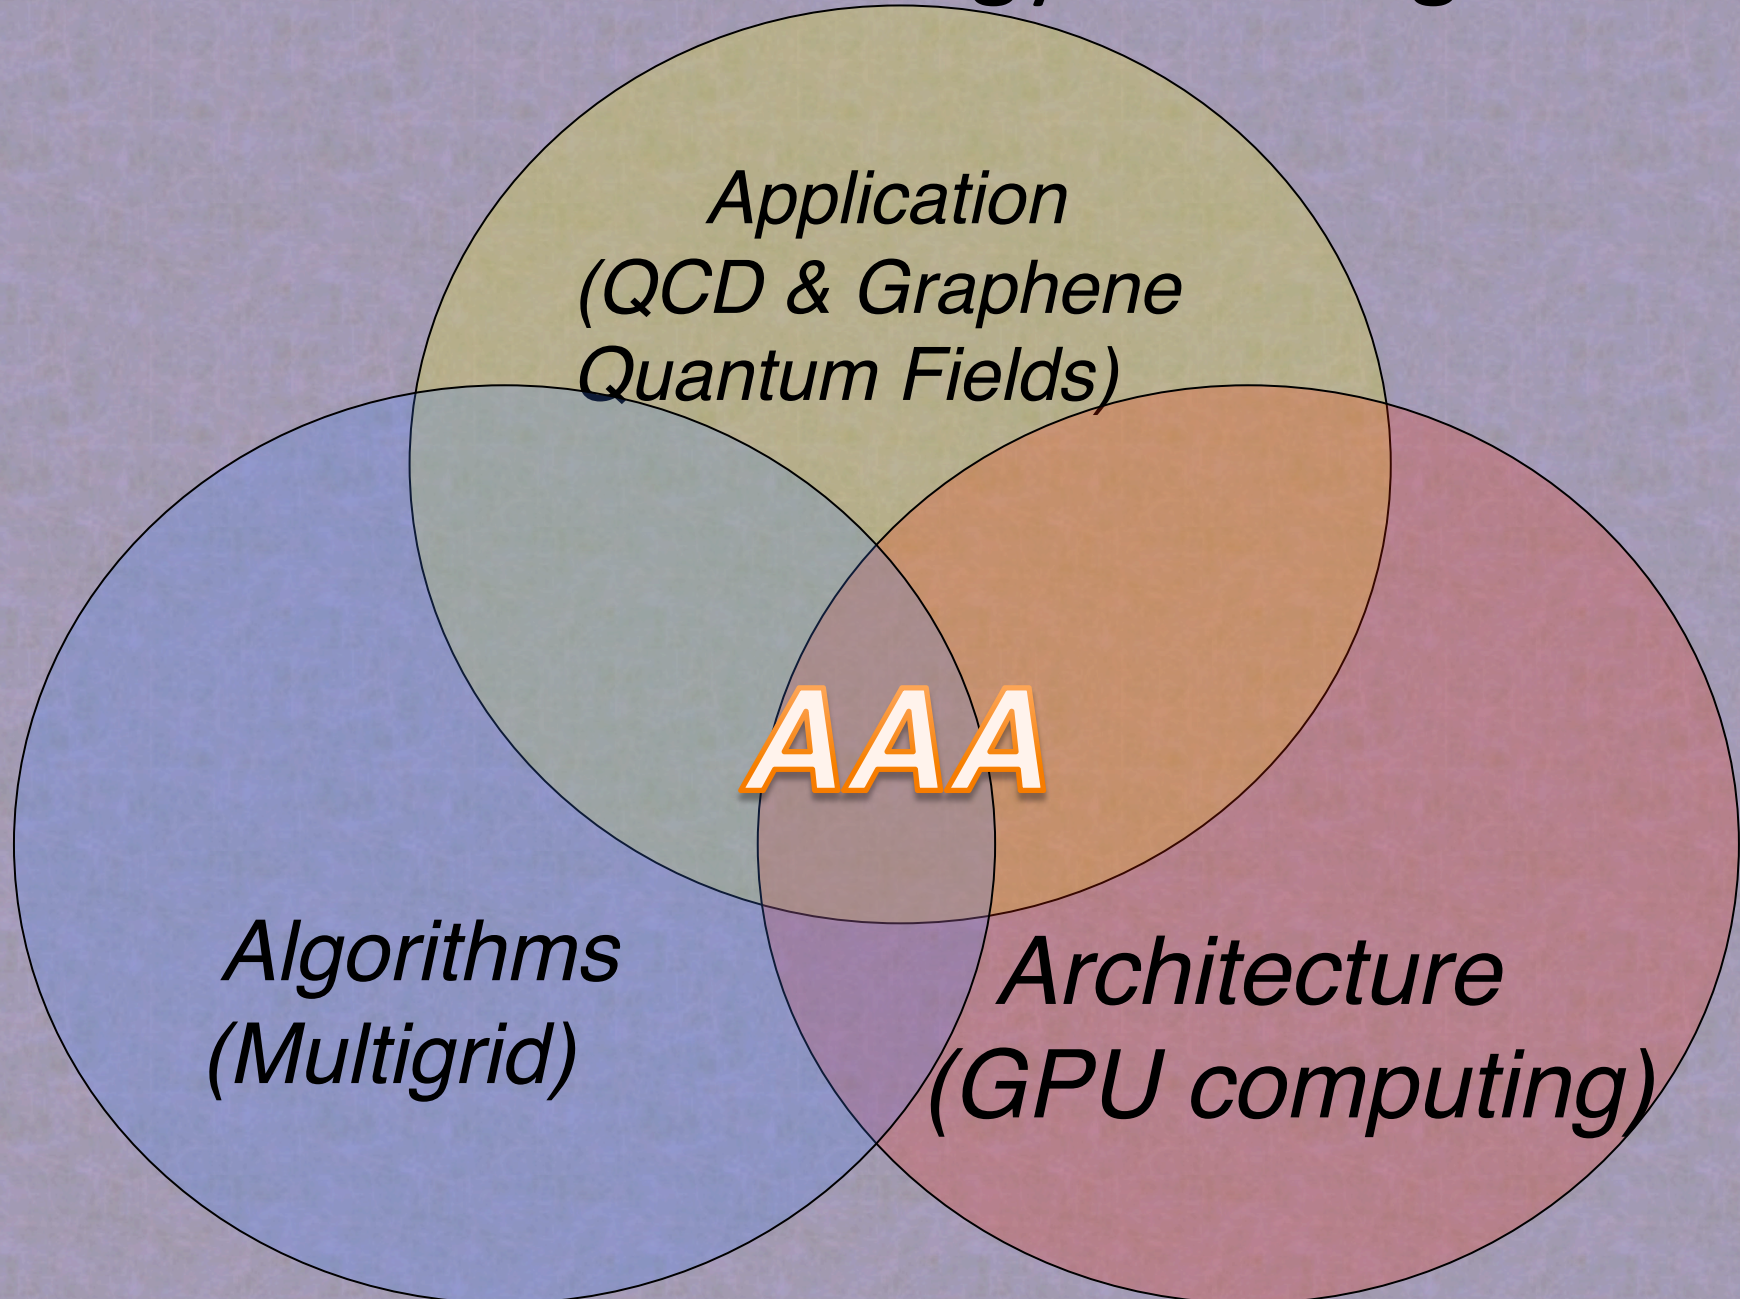 Application
(QCD & Graphene
Quantum Fields)
AAA
Algorithms
(Multigrid)
Architecture
(GPU computing)